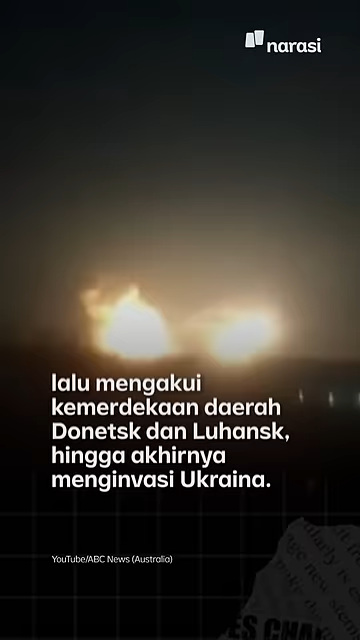 narasi
lalu mengakui
kemerdekaan daerah
Donetsk dan Luhansk,
hingga akhirnya
menginvasi Ukraina.
YouTube/ABC News (Australia)